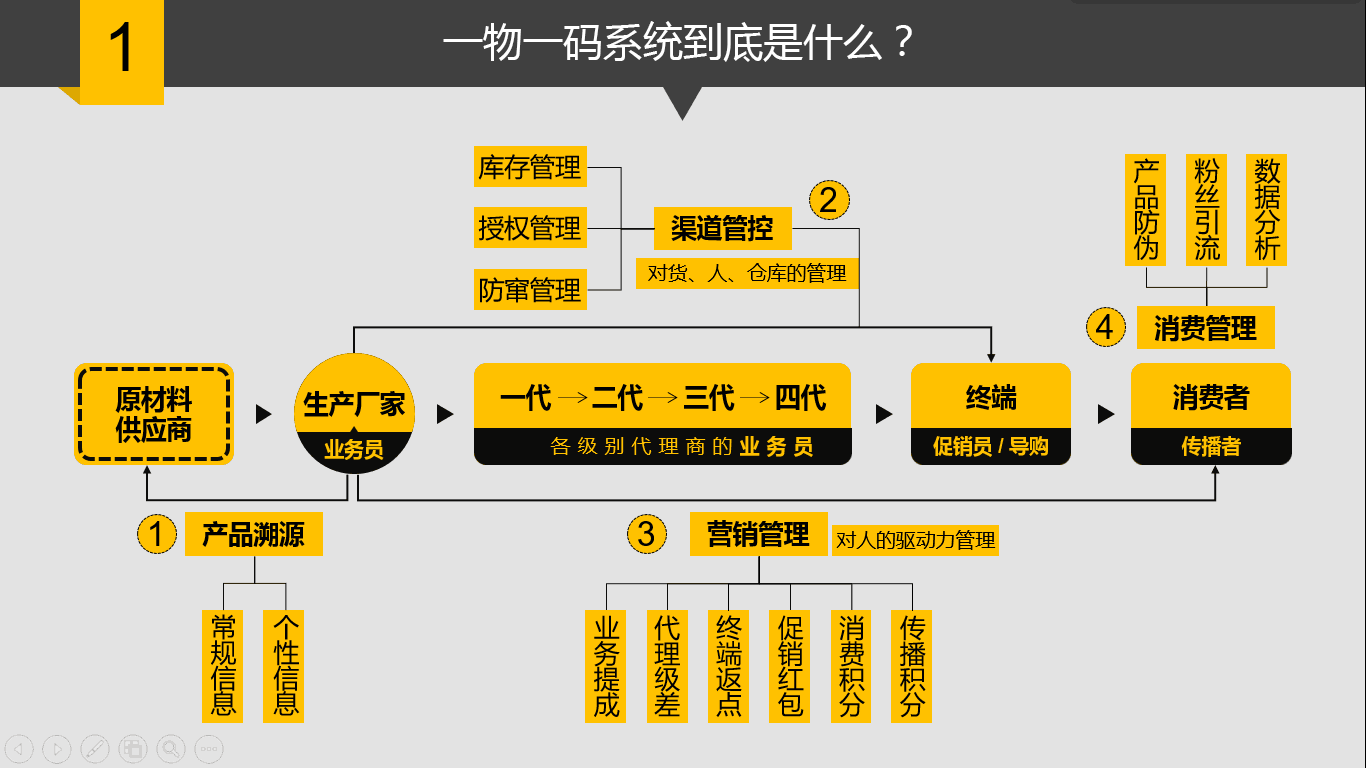 1
一物一码系统到底是什么？
库存管理
授权管理
防窜管理
渠道管控
2
对货、人、仓库的管理
产品防伪
粉丝引流
数据分析
4
消费管理
原材料
供应商
生产厂家
业务员
一代
二代
三代
四代
各级别代理商的业务员
终端
促销员 / 导购
消费者
传播者
1
产品溯源
常规信息
个性信息
3
营销管理
对人的驱动力管理
业务提成
代理级差
终端返点
促销红包
消费积分
传播积分